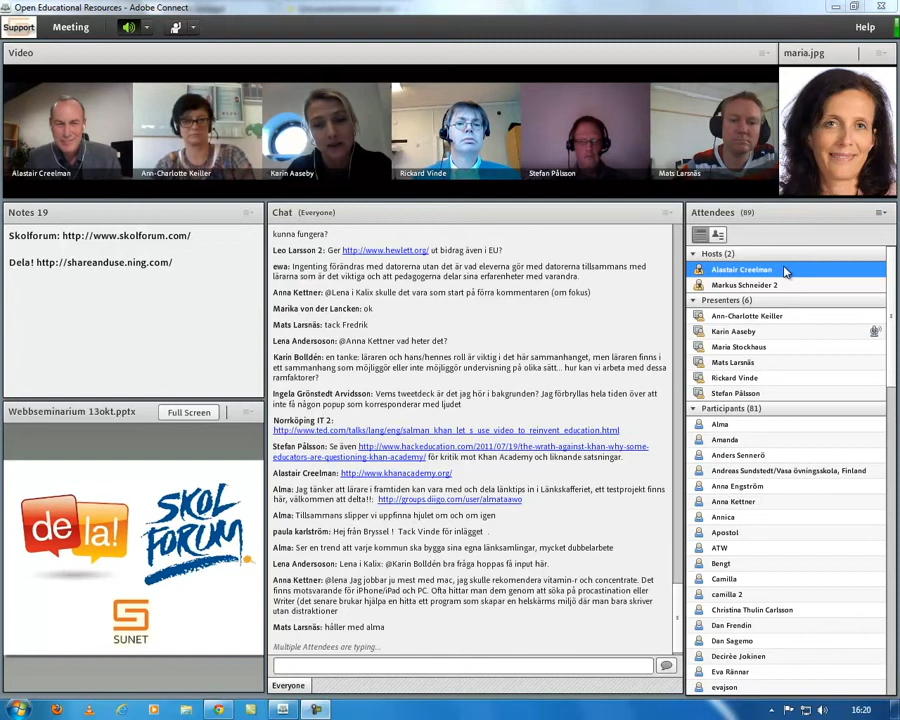 Open Educational Resources - Adobe Connect
Support
Meeting
Help
Video
maria.jpg
Alastair Creelman
Ann-Charlotte Keiller
Karin Aaseby
Rickard Vinde
Stefan Pålsson
Mats Larsnäs
Notes 19
Skolforum: http://www.skolforum.com/
Dela! http://shareanduse.ning.com/
Webbseminarium 13okt.pptx
Full Screen
de la!
SKOL
FORUM
SUNET
Chat (Everyone)
kunna fungera?
Leo Larsson 2: Ger http://www.hewlett.org/ ut bidrag även i EU?
ewa: Ingenting förändras med datorerna utan det är vad eleverna gör med datorerna tillsammans med
lärarna som är det viktiga och att pedagogerna delar sina erfarenheter med varandra.
Anna Kettner: @Lena i Kalix skulle det vara som start på förra kommentaren (om fokus)
Marika von der Lancken: ok
Mats Larsnäs: tack Fredrik
Lena Andersoson: @Anna Kettner vad heter det?
Karin Bolldén: en tanke: läraren och hans/hennes roll är viktig i det här sammanhanget, men läraren finns i
ett sammanhang som möjliggör eller inte möjliggör undervisning på olika sätt... hur kan vi arbeta med dessa
ramfaktorer?
Ingela Grönstedt Arvidsson: Vems tweetdeck är det jag hör i bakgrunden? Jag förbryllas hela tiden över att
inte få någon popup som korresponderar med ljudet
Norrköping IT 2:
http://www.ted.com/talks/lang/eng/salman_khan_let_s_use_video_to_reinvent_education.html
Stefan Pålsson: Se även http://www.hackeducation.com/2011/07/19/the-wrath-against-khan-why-some-
educators-are-questioning-khan-academy/ för kritik mot Khan Academy och liknande satsningar.
Alastair Creelman: http://www.khanacademy.org/
Alma: Jag tänker att lärare i framtiden kan vara med och dela länktips in i Länkskafferiet, ett testprojekt finns
här, välkommen att delta!!: http://groups.diigo.com/user/almataawo
Alma: Tillsammans slipper vi uppfinna hjulet om och om igen
paula karlström: Hej från Bryssel ! Tack Vinde för inlägget .
Alma: Ser en trend att varje kommun ska bygga sina egna länksamlingar, mycket dubbelarbete
Lena Andersoson: Lena i Kalix: @Karin Bolldén bra fråga hoppas få input här.
Anna Kettner: @lena Jag jobbar ju mest med mac, jag skulle rekomendera vitamin-r och concentrate. Det
finns motsvarande för iPhone/iPad och PC. Ofta hittar man dem genom att söka på procastination eller
Writer (det senare brukar hjälpa en hitta ett program som skapar en helskärms miljö där man bara skriver
utan distraktioner
Mats Larsnäs: håller med alma
Multiple Attendees are typing...
Everyone
Attendees (89)
Hosts (2)
Alastair Creelman
Markus Schneider 2
Presenters (6)
Ann-Charlotte Keiller
Karin Aaseby
Maria Stockhaus
Mats Larsnäs
Rickard Vinde
Stefan Pålsson
Participants (81)
Alma
Amanda
Anders Sennerö
Andreas Sundstedt/Vasa övningsskola, Finland
Anna Engström
Anna Kettner
Annica
Apostol
ATW
Bengt
Camilla
camilla 2
Christina Thulin Carlsson
Dan Frendin
Dan Sagemo
Decirèe Jokinen
Eva Rännar
evajson
16:20